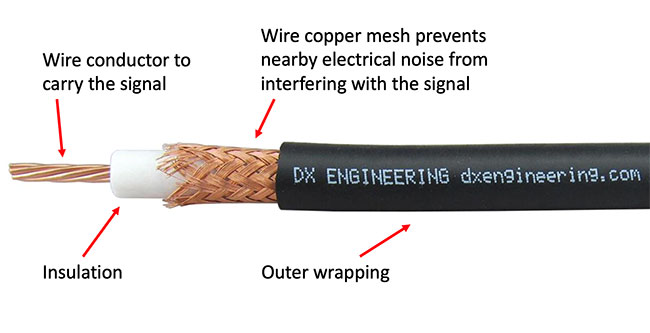 Wire conductor to
carry the signal
Wire copper mesh prevents
nearby electrical noise from
interfering with the signal
DX ENGINEERING dxengineering.com
Insulation
Outer wrapping